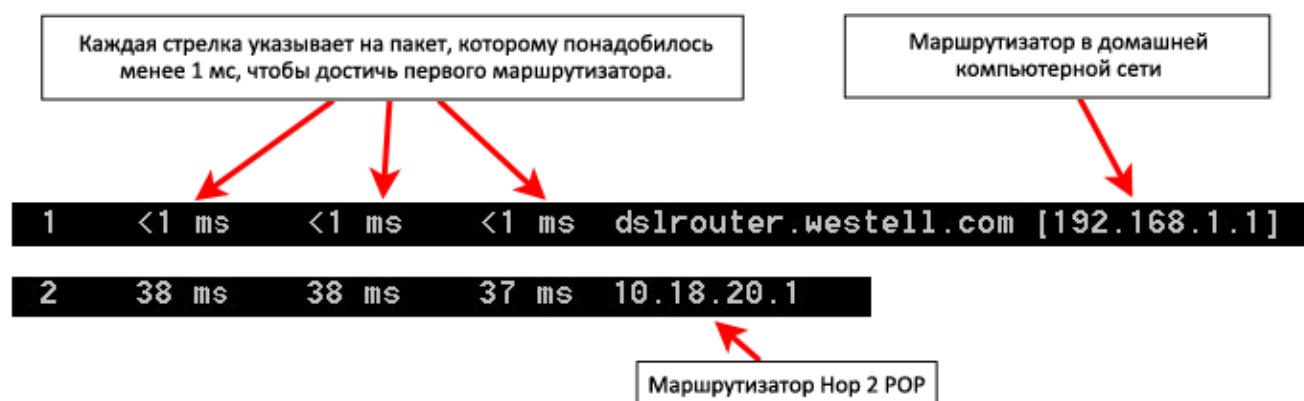 Каждая стрелка указывает на пакет, которому понадобилось
менее 1 мс, чтобы достичь первого маршрутизатора.
Маршрутизатор в домашней
компьютерной сети
1 <1 ms <1 ms <1 ms dslrouter.westell.com [192.168.1.1]
2 38 ms 38 ms 37 ms 10.18.20.1
Маршрутизатор Hop 2 POP